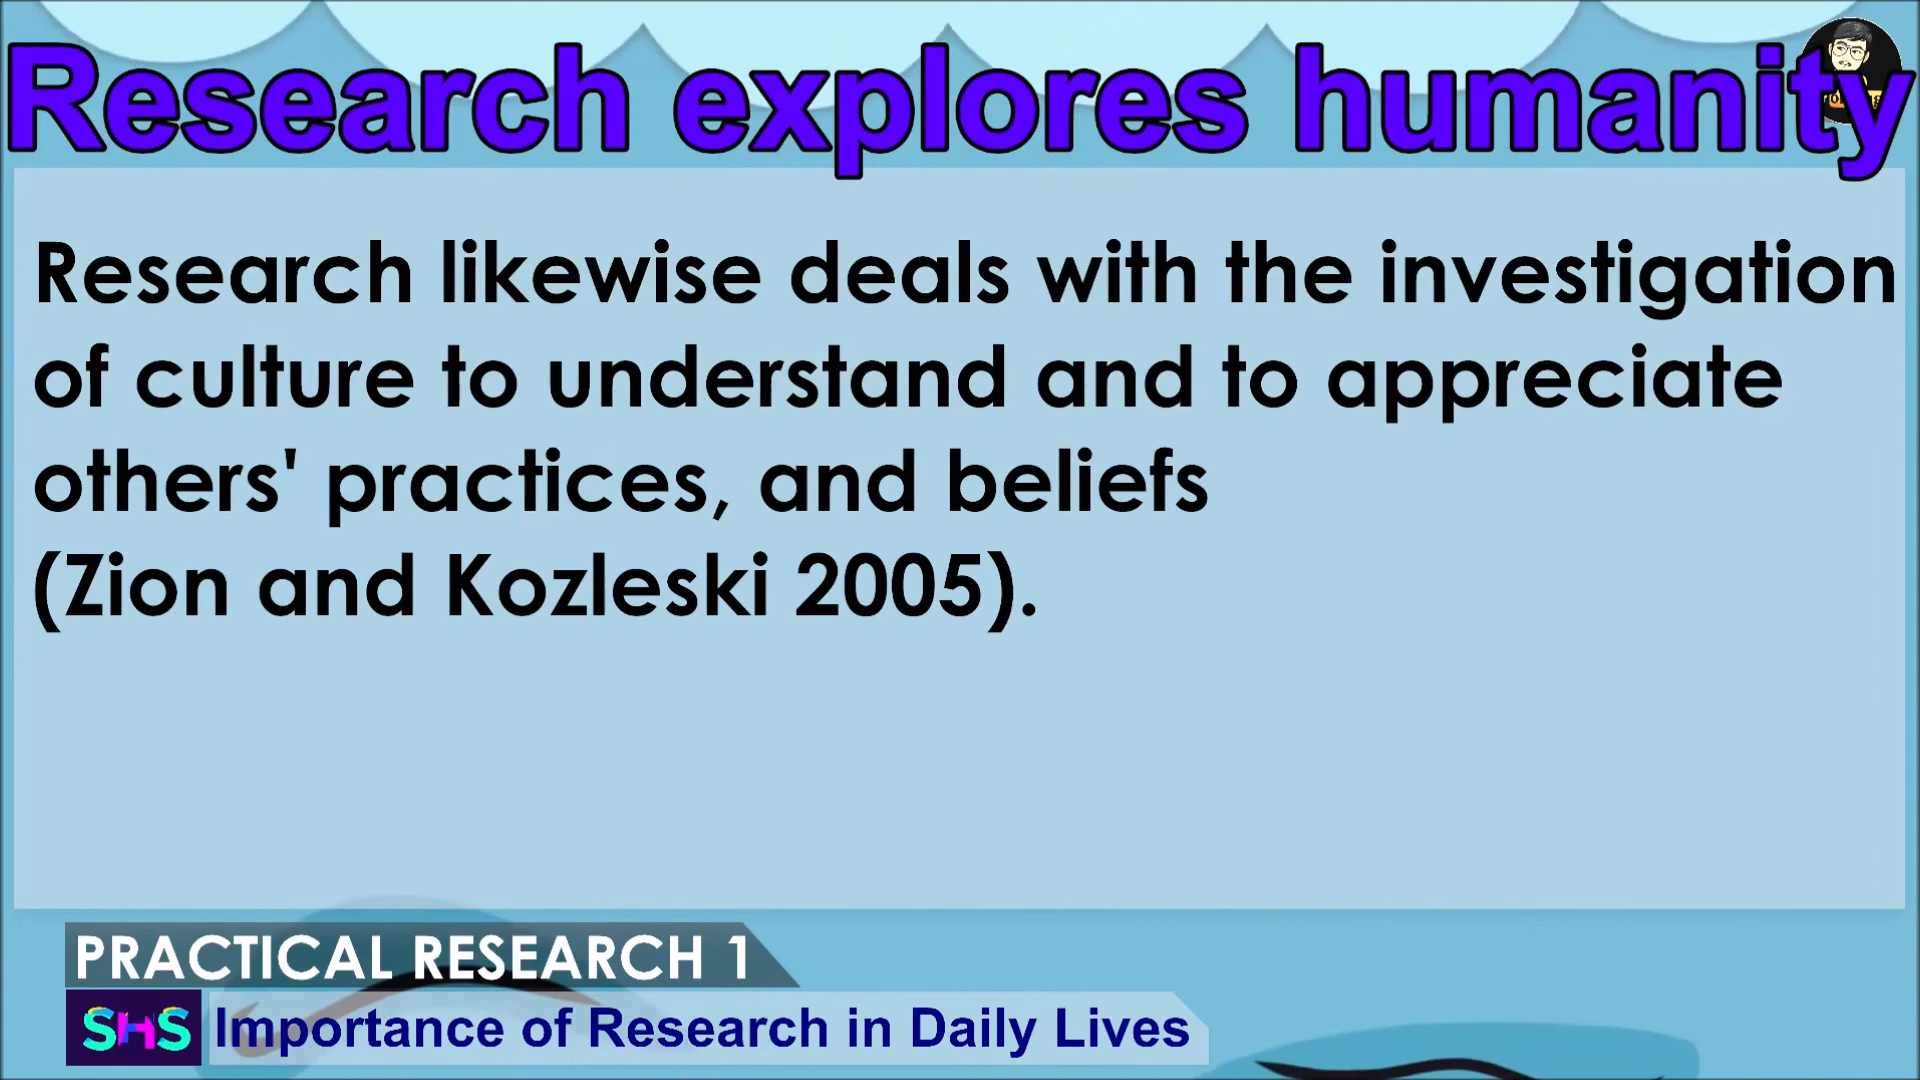 Research explores humanity
Research likewise deals with the investigation
of culture to understand and to appreciate
others' practices, and beliefs
(Zion and Kozleski 2005).
PRACTICAL RESEARCH 1
SHS Importance of Research in Daily Lives